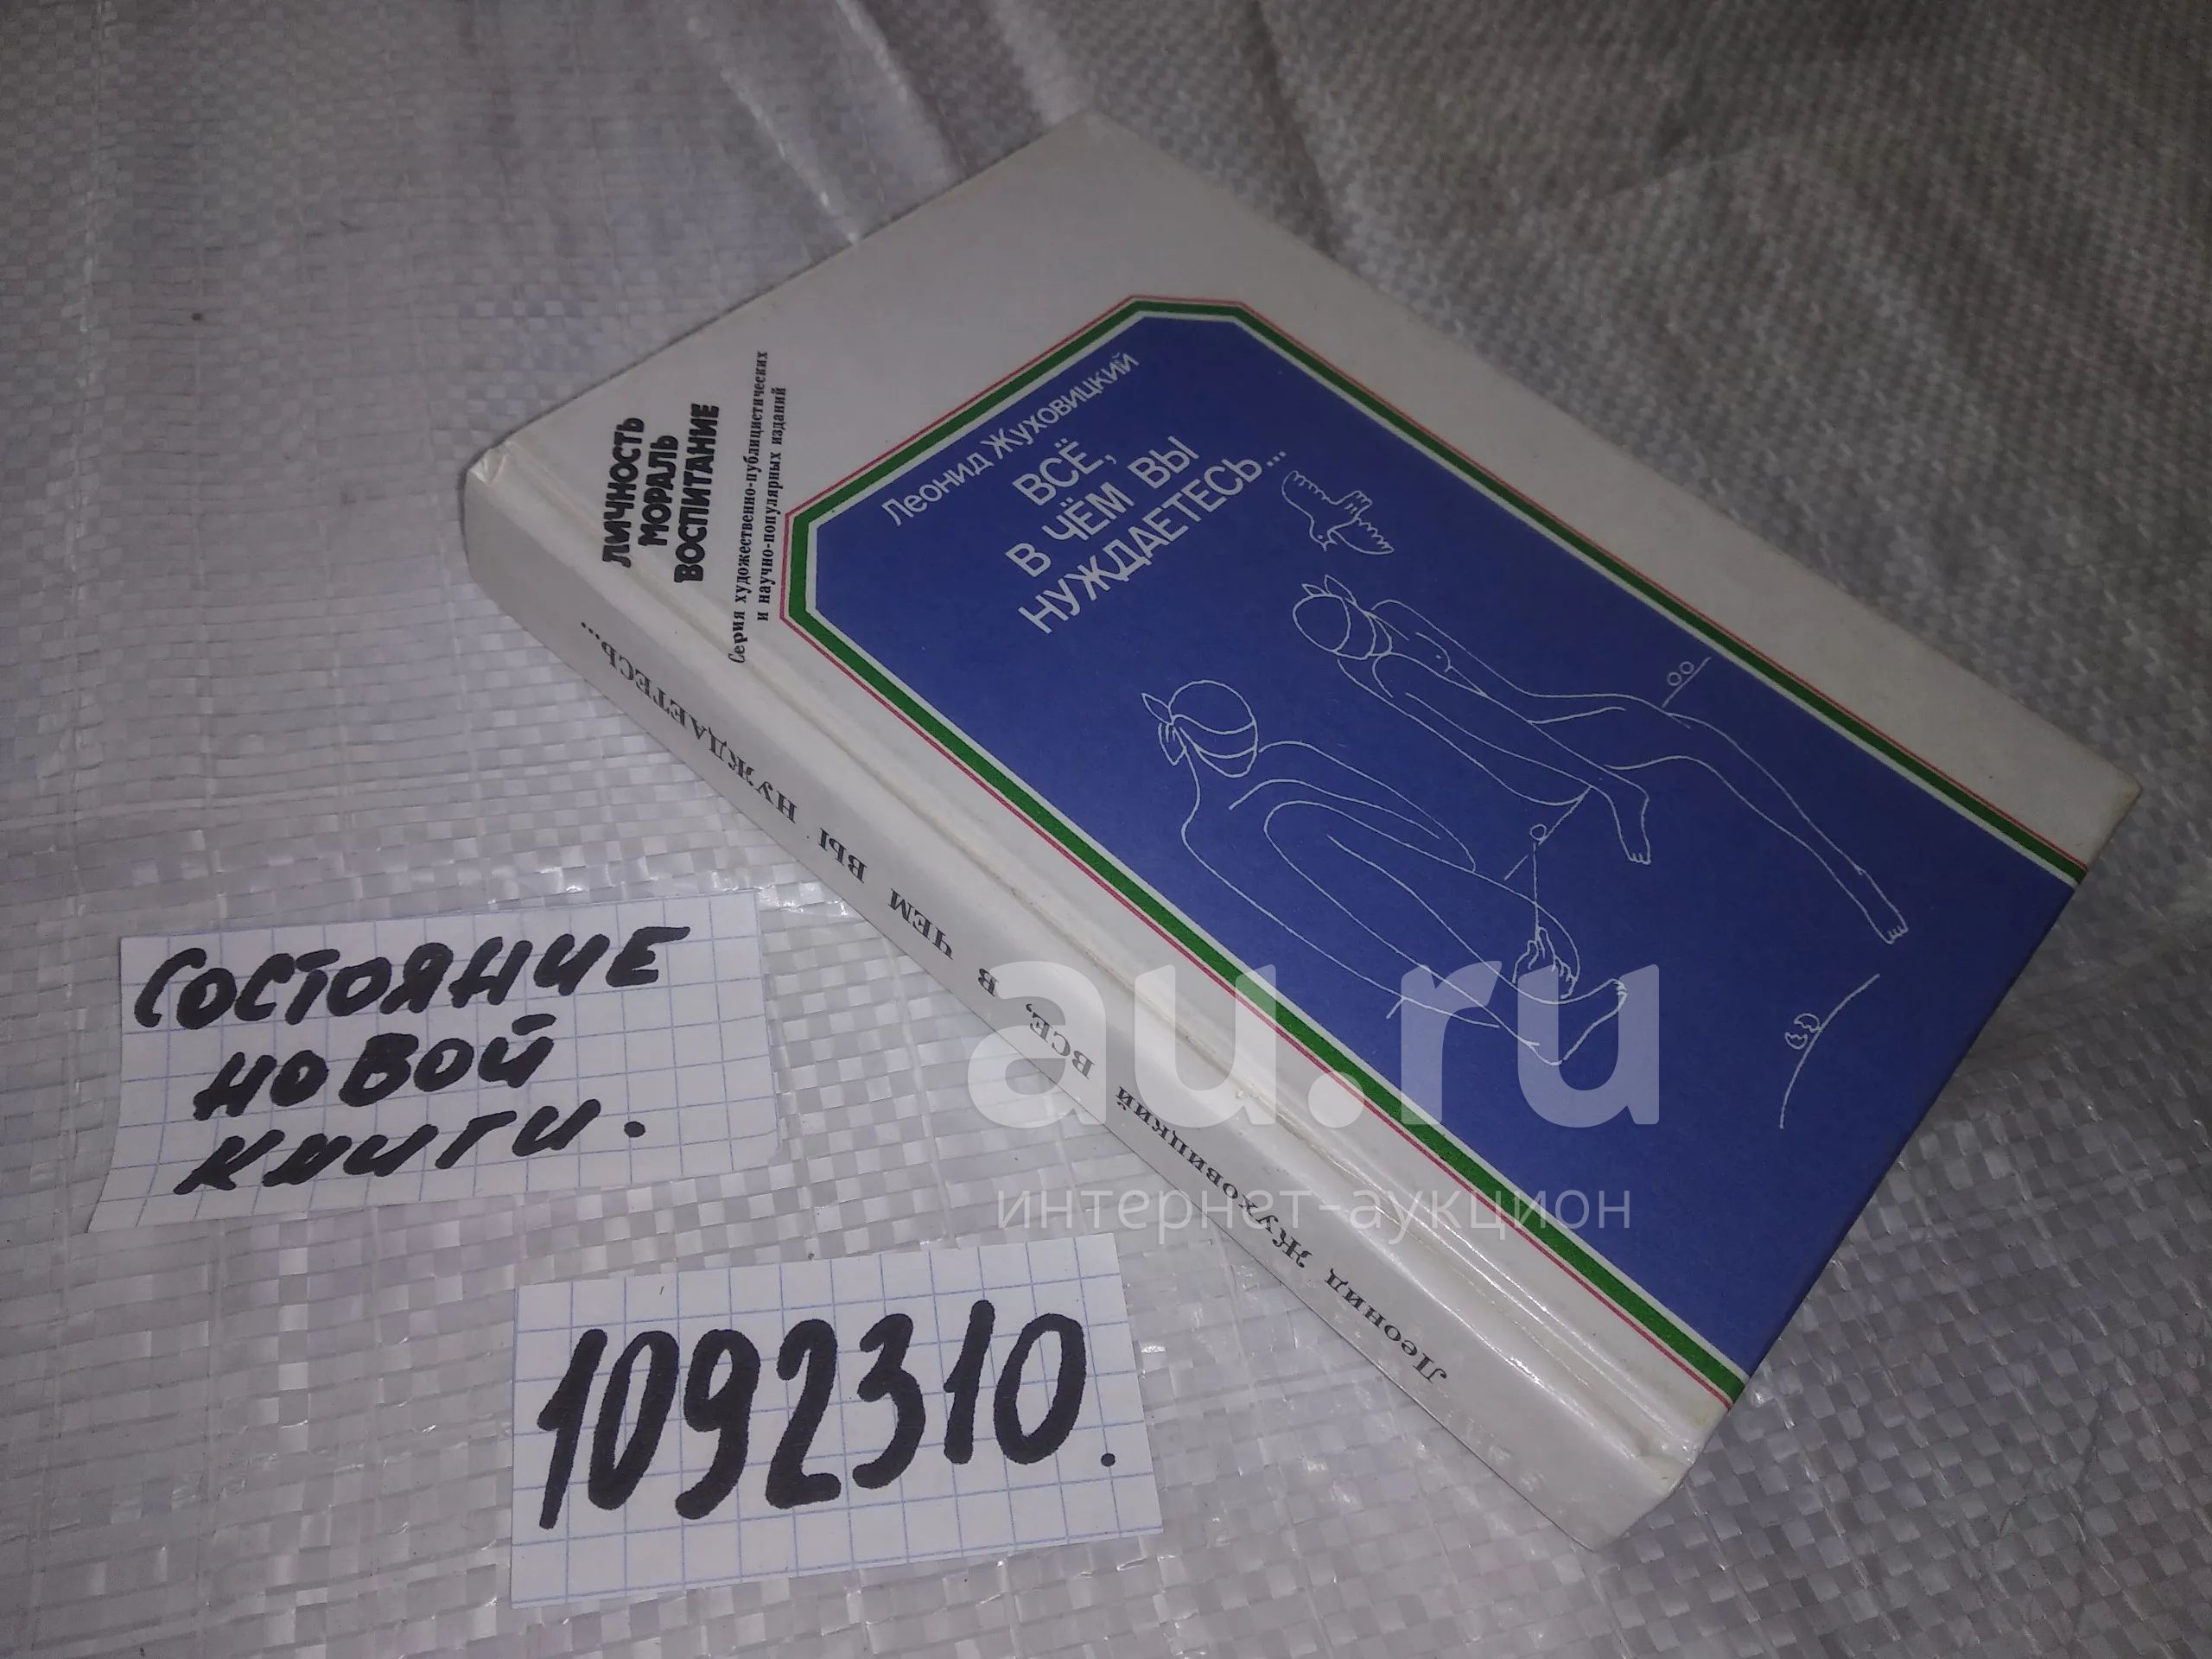 ЛИЧНОСТЬ
МОРАЛЬ
ВОСПИТАНИЕ
Серия художественно-публицистических
и научно-популярных изданий
Леонид Жуховицкий
ВСЁ,
В ЧЁМ ВЫ
НУЖДАЕТЕСЬ...
Леонид Жуховицкий ВСЕ, В ЧЕМ ВЫ НУЖДАЕТЕСЬ...
СОСТОЯНИЕ
НОВОЙ
КНИГИ.
1092310.
au.ru
интернет-аукцион